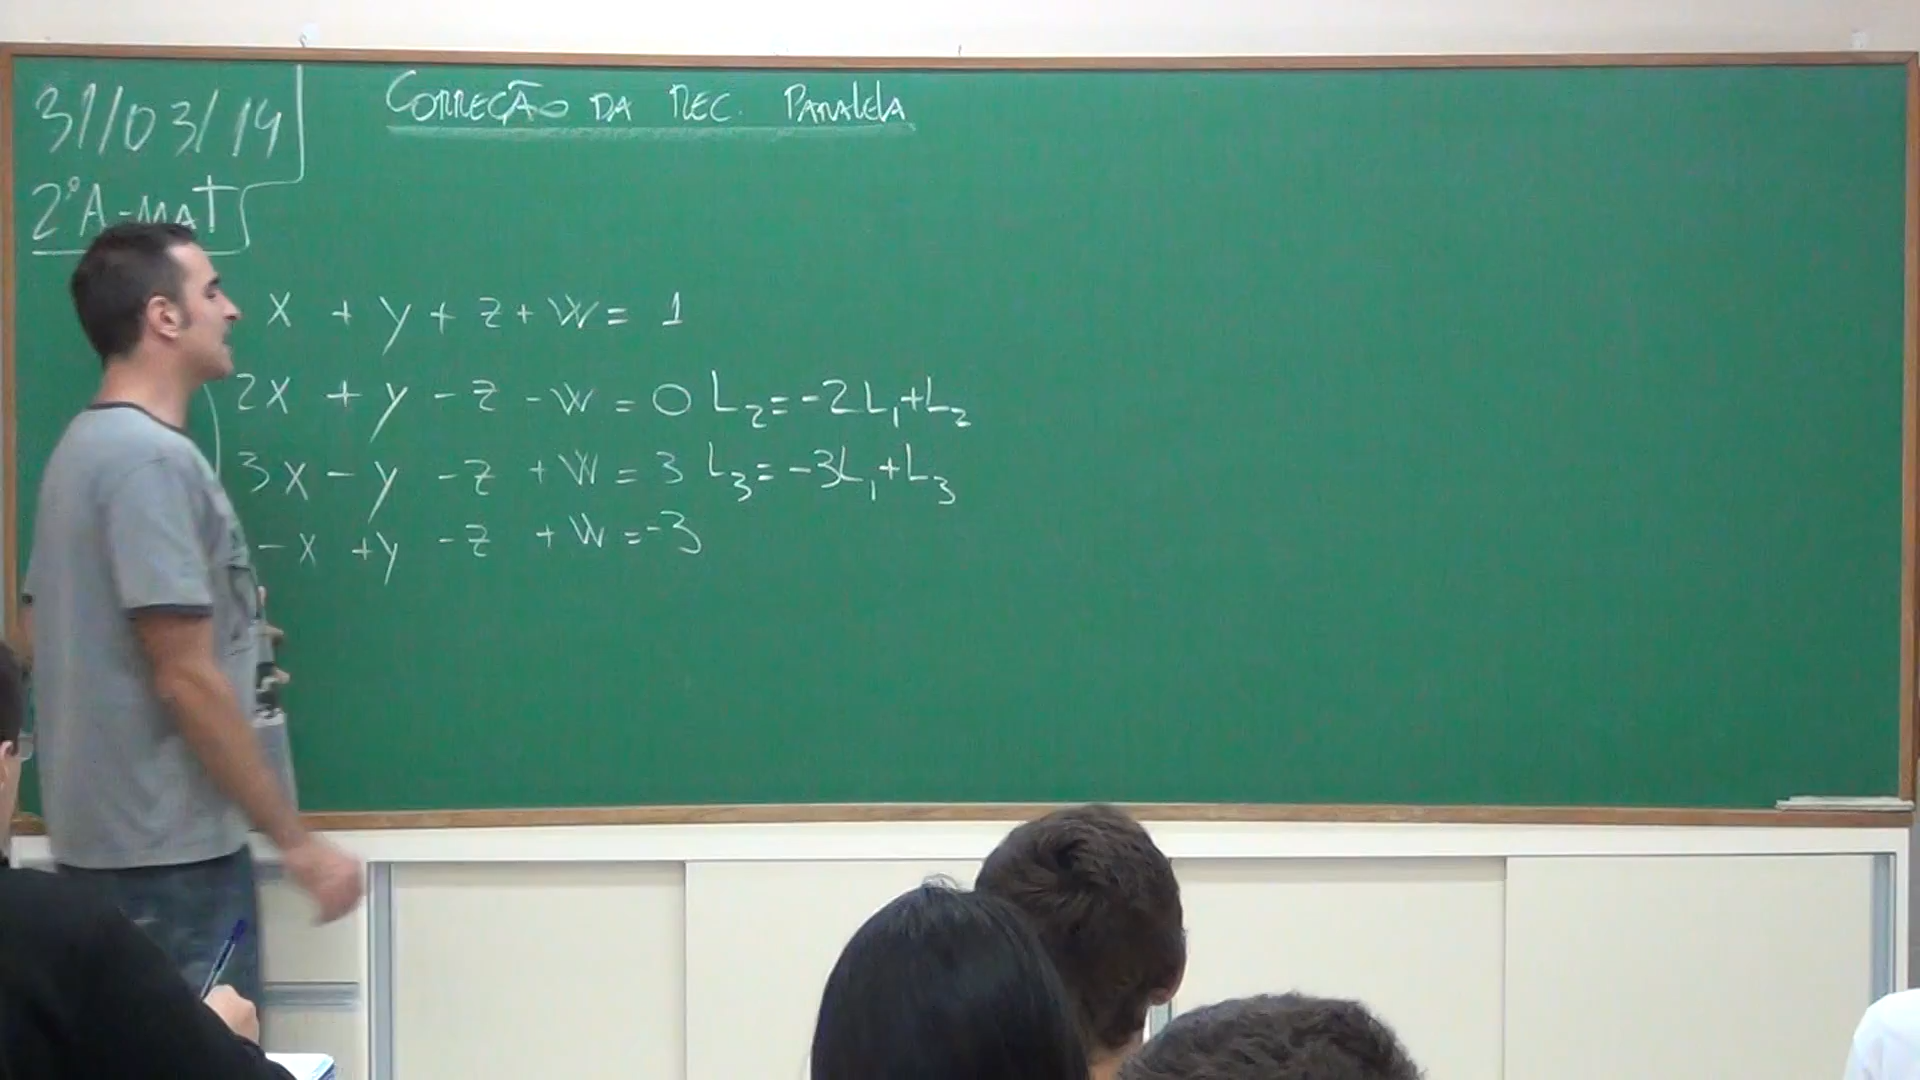 31/03/14
CORREÇÃO DA REC. PARALELA
2ºA-MAT
X + y + z + W = 1
2X + y - z - W = 0 L₂=-2L₁+L₂
3X - y - z + W = 3 L₃=-3L₁+L₃
-X + y - z + W = -3